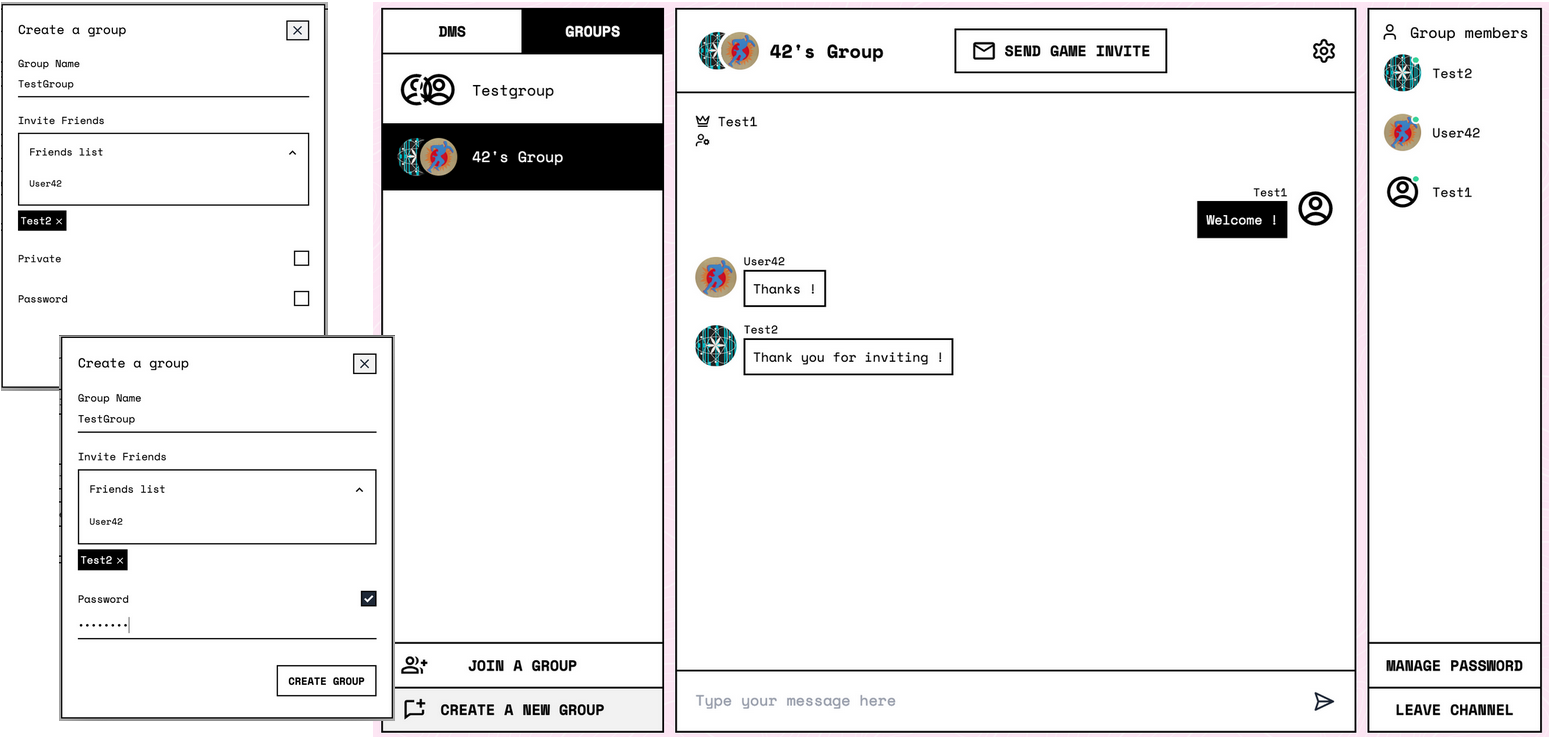 Create a group
Group Name
TestGroup
Invite Friends
Friends list
User42
Test2 ×
Private
Password
Create a group
Group Name
TestGroup
Invite Friends
Friends list
User42
Test2 ×
Password
••••••••
CREATE GROUP
DMS
GROUPS
Testgroup
42's Group
JOIN A GROUP
CREATE A NEW GROUP
42's Group
SEND GAME INVITE
Test1
Test1
Welcome !
User42
Thanks !
Test2
Thank you for inviting !
Type your message here
Group members
Test2
User42
Test1
MANAGE PASSWORD
LEAVE CHANNEL